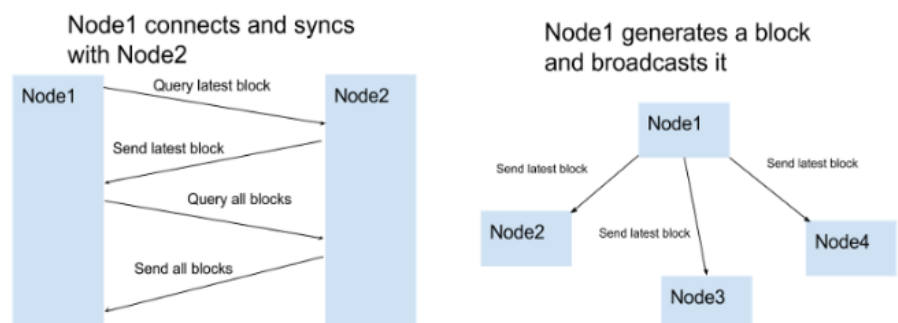 Node1 connects and syncs
with Node2
Node1
Node2
Query latest block
Send latest block
Query all blocks
Send all blocks
Node1 generates a block
and broadcasts it
Node1
Send latest block
Send latest block
Send latest block
Node2
Node4
Node3